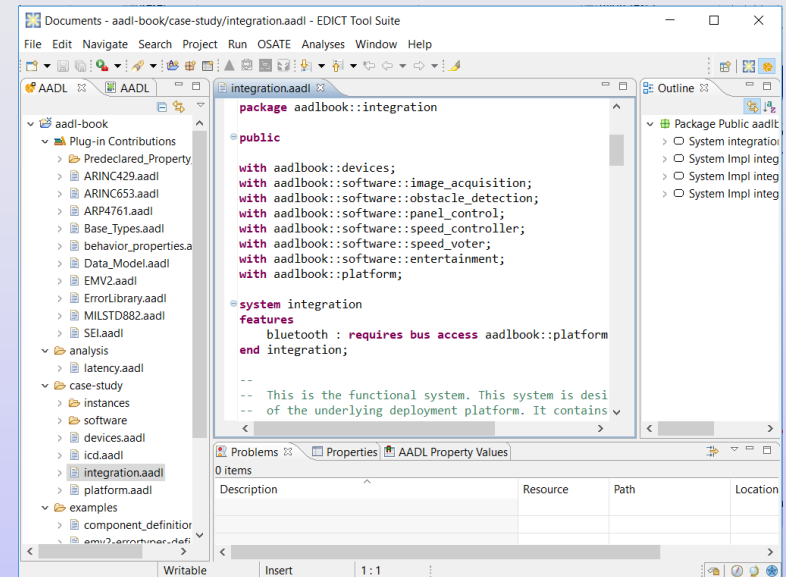 Documents - aadl-book/case-study/integration.aadl - EDICT Tool Suite
File Edit Navigate Search Project Run OSATE Analyses Window Help
AADL
AADL
aadl-book
Plug-in Contributions
Predeclared_Property_
ARINC429.aadl
ARINC653.aadl
ARP4761.aadl
Base_Types.aadl
behavior_properties.a
Data_Model.aadl
EMV2.aadl
ErrorLibrary.aadl
MILSTD882.aadl
SEI.aadl
analysis
latency.aadl
case-study
instances
software
devices.aadl
icd.aadl
integration.aadl
platform.aadl
examples
component_definition
emv2-errortypes-defi
integration.aadl
package aadlbook::integration
public
with aadlbook::devices;
with aadlbook::software::image_acquisition;
with aadlbook::software::obstacle_detection;
with aadlbook::software::panel_control;
with aadlbook::software::speed_controller;
with aadlbook::software::speed_voter;
with aadlbook::software::entertainment;
with aadlbook::platform;
system integration
features
bluetooth : requires bus access aadlbook::platform
end integration;
--
-- This is the functional system. This system is desi
-- of the underlying deployment platform. It contains
Outline
Package Public aadlb
System integration
System Impl integ
System Impl integ
System Impl integ
Problems Properties AADL Property Values
0 items
Description Resource Path Location
Writable Insert 1 : 1